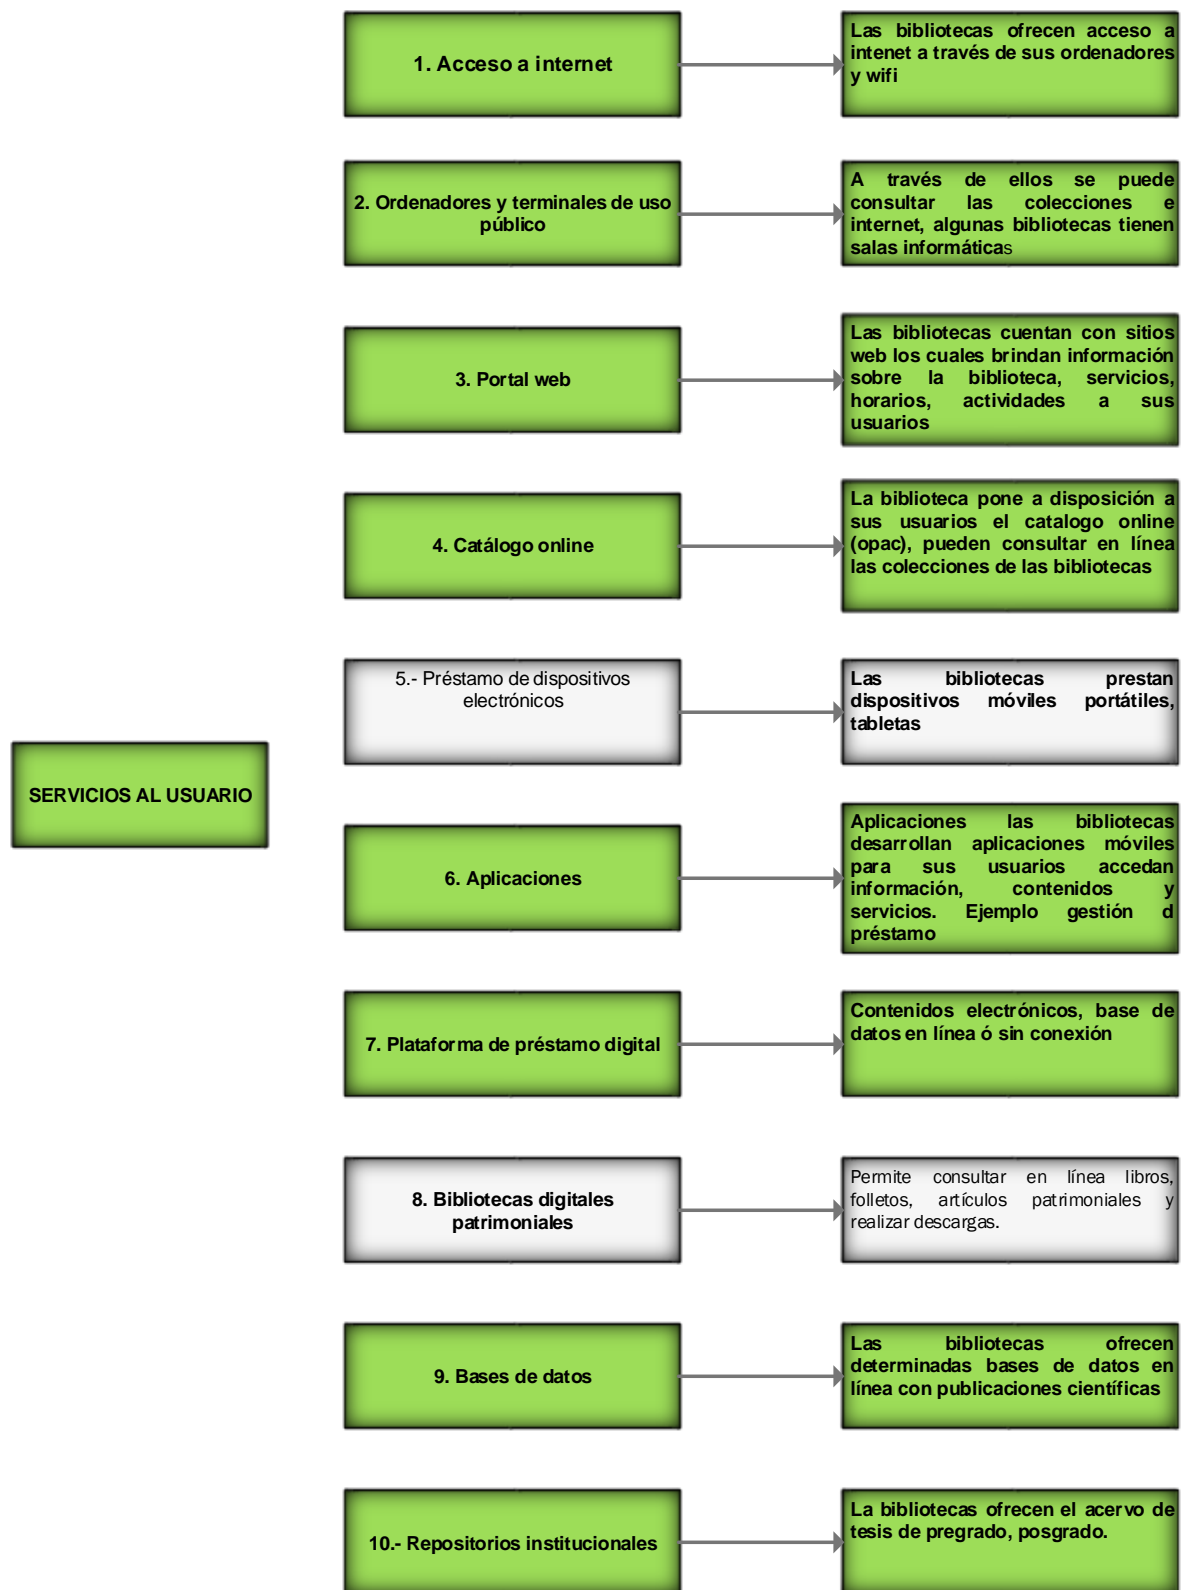 1. Acceso a internet
Las bibliotecas ofrecen acceso a
intenet a través de sus ordenadores
y wifi
2. Ordenadores y terminales de uso
público
A través de ellos se puede
consultar las colecciones e
internet, algunas bibliotecas tienen
salas informáticas
3. Portal web
Las bibliotecas cuentan con sitios
web los cuales brindan información
sobre la biblioteca, servicios,
horarios, actividades a sus
usuarios
4. Catálogo online
La biblioteca pone a disposición a
sus usuarios el catalogo online
(opac), pueden consultar en línea
las colecciones de las bibliotecas
5.- Préstamo de dispositivos
electrónicos
Las bibliotecas prestan
dispositivos móviles portátiles,
tabletas
SERVICIOS AL USUARIO
6. Aplicaciones
Aplicaciones las bibliotecas
desarrollan aplicaciones móviles
para sus usuarios accedan
información, contenidos y
servicios. Ejemplo gestión d
préstamo
7. Plataforma de préstamo digital
Contenidos electrónicos, base de
datos en línea ó sin conexión
8. Bibliotecas digitales
patrimoniales
Permite consultar en línea libros,
folletos, artículos patrimoniales y
realizar descargas.
9. Bases de datos
Las bibliotecas ofrecen
determinadas bases de datos en
línea con publicaciones científicas
10.- Repositorios institucionales
La bibliotecas ofrecen el acervo de
tesis de pregrado, posgrado.